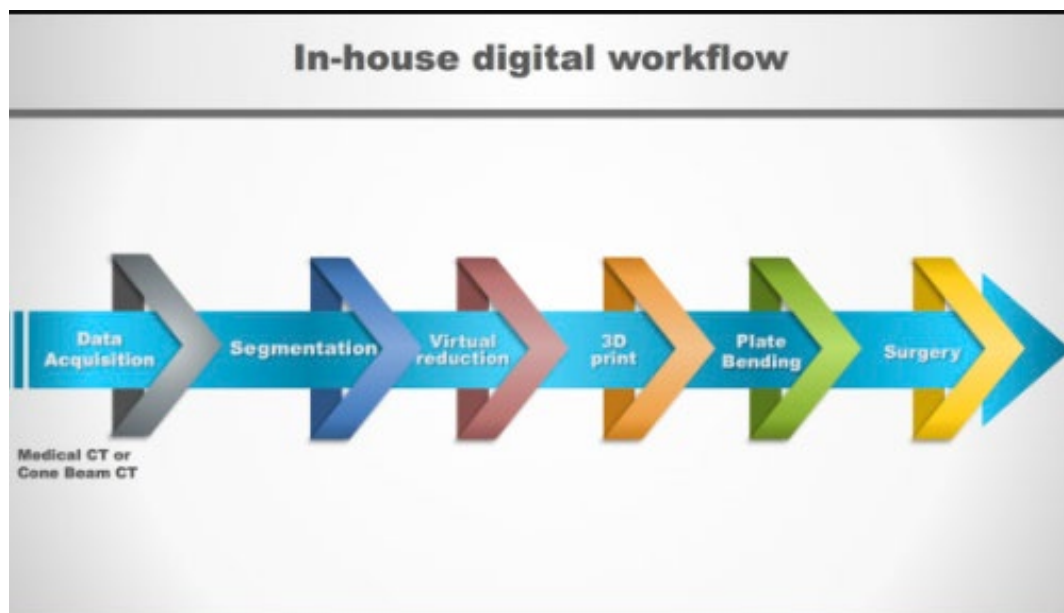 In-house digital workflow
Data
Acquisition
Segmentation
Virtual
reduction
3D
print
Plate
Bending
Surgery
Medical CT or
Cone Beam CT